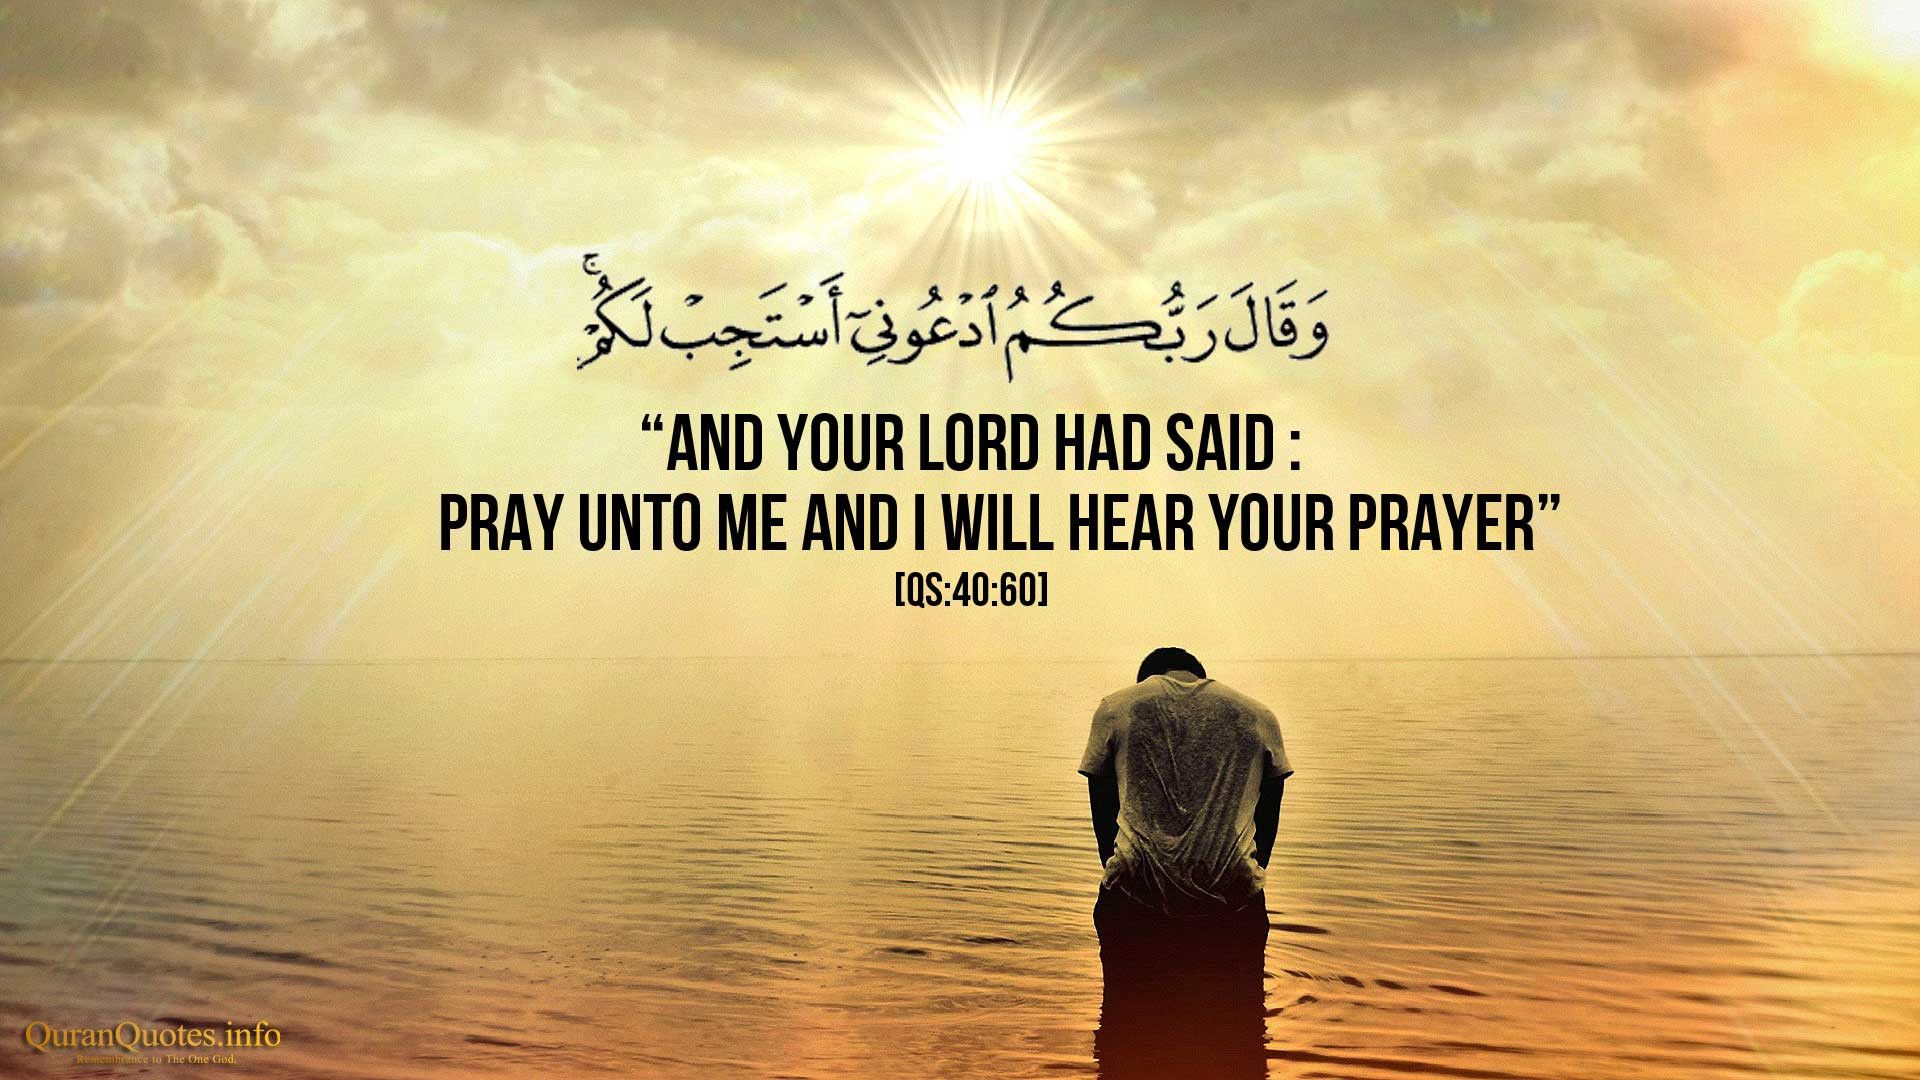 وَقَالَ رَبُّكُمُ ٱدْعُونِىٓ أَسْتَجِبْ لَكُمْ ۚ
“AND YOUR LORD HAD SAID :
PRAY UNTO ME AND I WILL HEAR YOUR PRAYER”
[QS:40:60]
QuranQuotes.info
Remembrance to The One God.